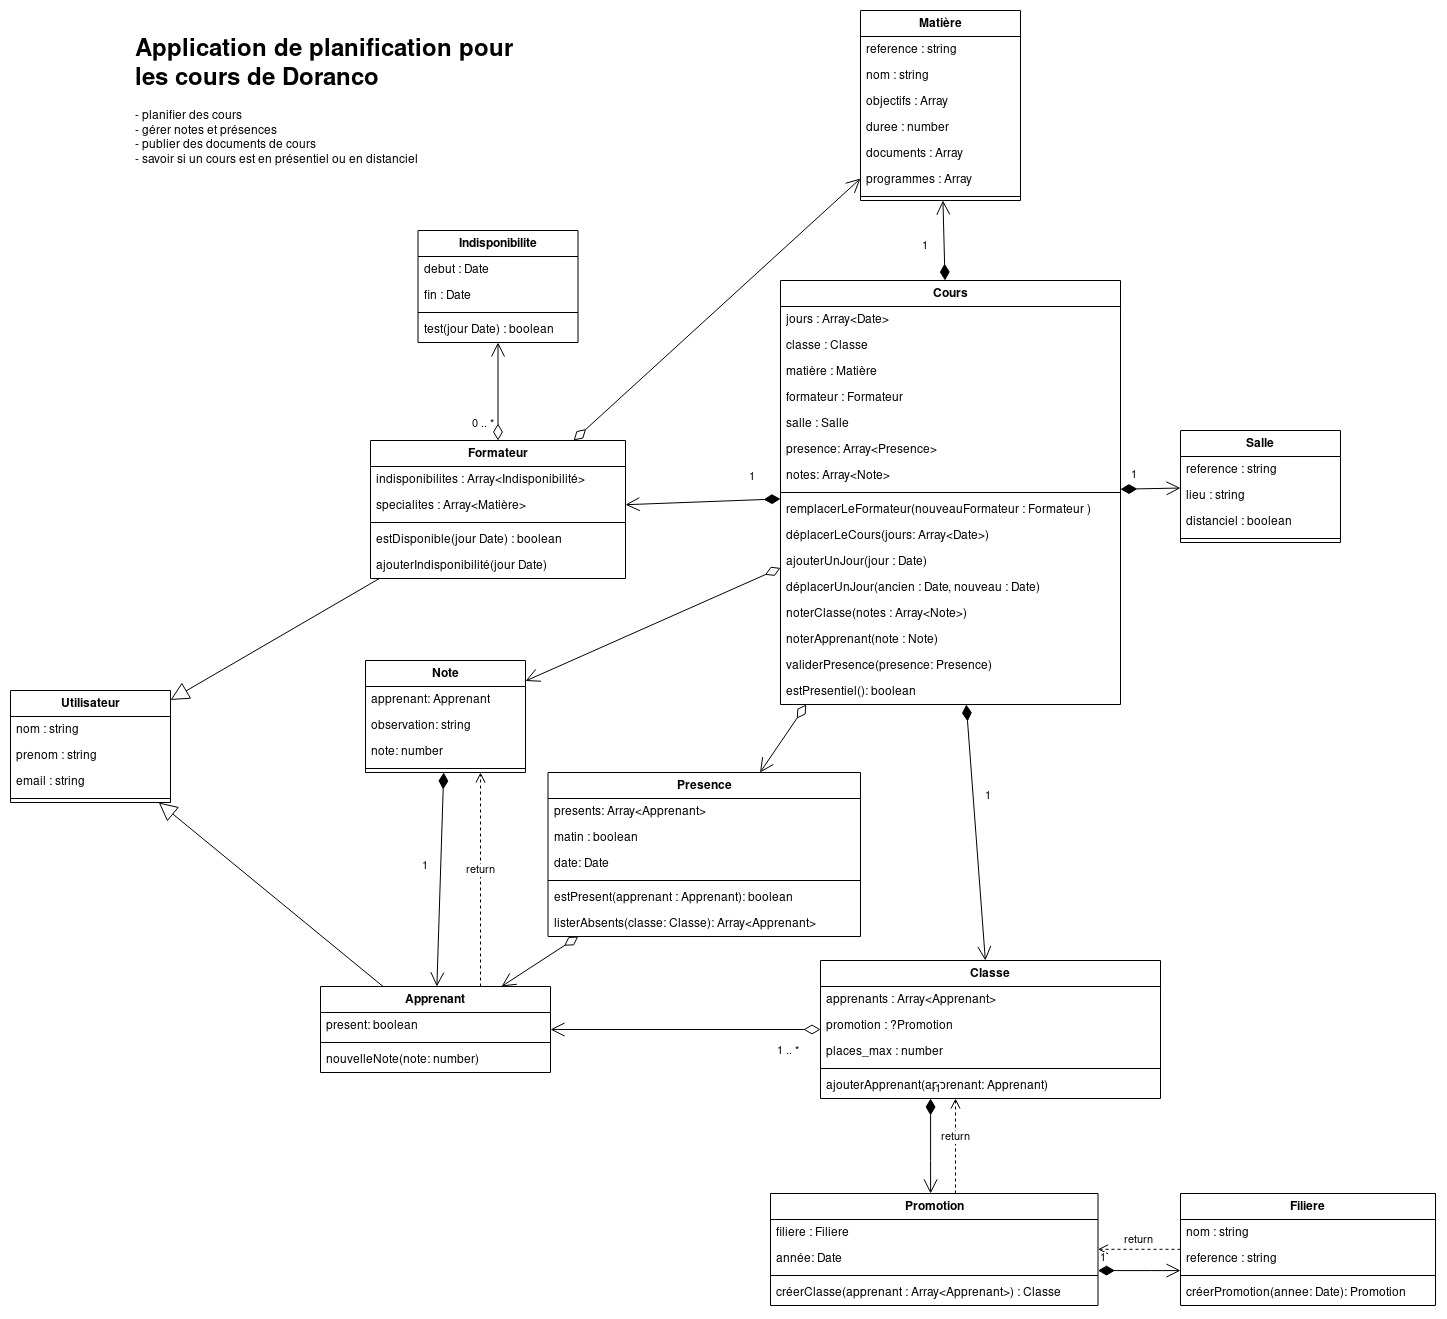 Application de planification pour
les cours de Doranco
- planifier des cours
- gérer notes et présences
- publier des documents de cours
- savoir si un cours est en présentiel ou en distanciel
Matière
reference : string
nom : string
objectifs : Array
duree : number
documents : Array
programmes : Array
1
Indisponibilite
debut : Date
fin : Date
test(jour Date) : boolean
0 .. *
Formateur
indisponibilites : Array<Indisponibilité>
specialites : Array<Matière>
estDisponible(jour Date) : boolean
ajouterIndisponibilité(jour Date)
1
Cours
jours : Array<Date>
classe : Classe
matière : Matière
formateur : Formateur
salle : Salle
presence: Array<Presence>
notes: Array<Note>
remplacerLeFormateur(nouveauFormateur : Formateur )
déplacerLeCours(jours: Array<Date>)
ajouterUnJour(jour : Date)
déplacerUnJour(ancien : Date, nouveau : Date)
noterClasse(notes : Array<Note>)
noterApprenant(note : Note)
validerPresence(presence: Presence)
estPresentiel(): boolean
1
Salle
reference : string
lieu : string
distanciel : boolean
Utilisateur
nom : string
prenom : string
email : string
Note
apprenant: Apprenant
observation: string
note: number
1
return
Presence
presents: Array<Apprenant>
matin : boolean
date: Date
estPresent(apprenant : Apprenant): boolean
listerAbsents(classe: Classe): Array<Apprenant>
1
Apprenant
present: boolean
nouvelleNote(note: number)
1 .. *
Classe
apprenants : Array<Apprenant>
promotion : ?Promotion
places_max : number
ajouterApprenant(apprenant: Apprenant)
1
return
Promotion
filiere : Filiere
année: Date
créerClasse(apprenant : Array<Apprenant>) : Classe
return
1
Filiere
nom : string
reference : string
créerPromotion(annee: Date): Promotion